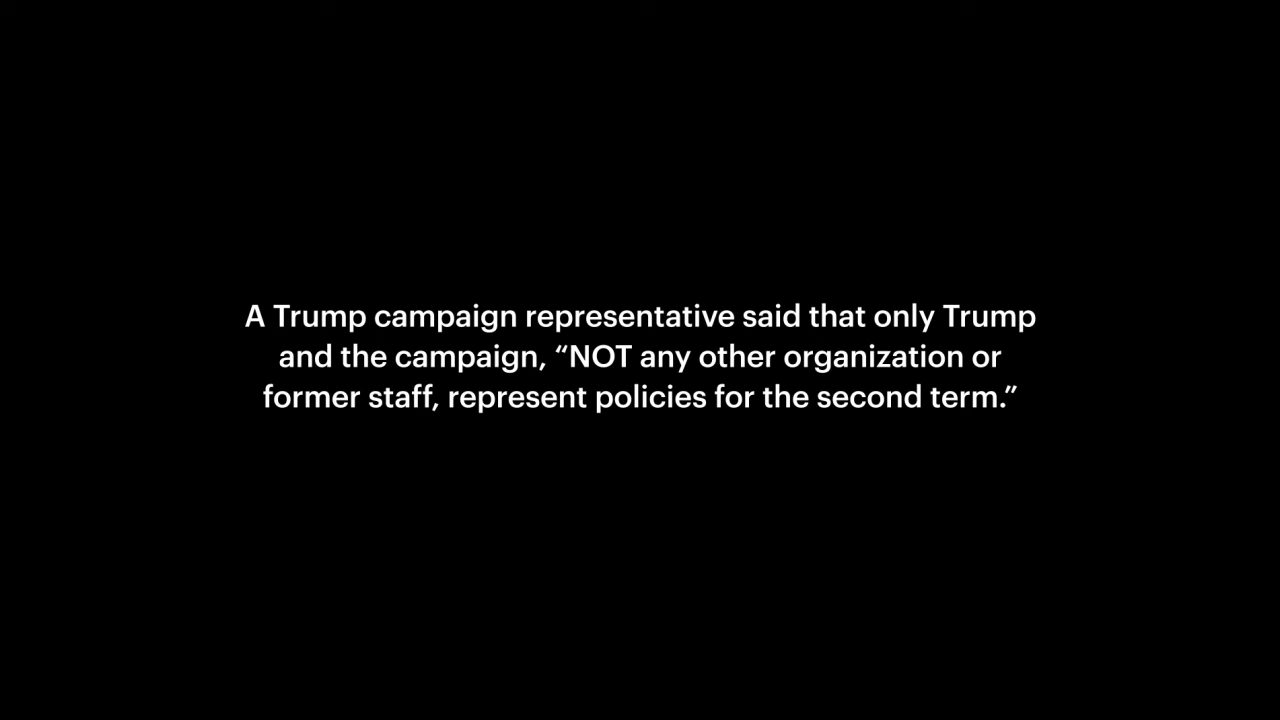 A Trump campaign representative said that only Trump
and the campaign, “NOT any other organization or
former staff, represent policies for the second term.”